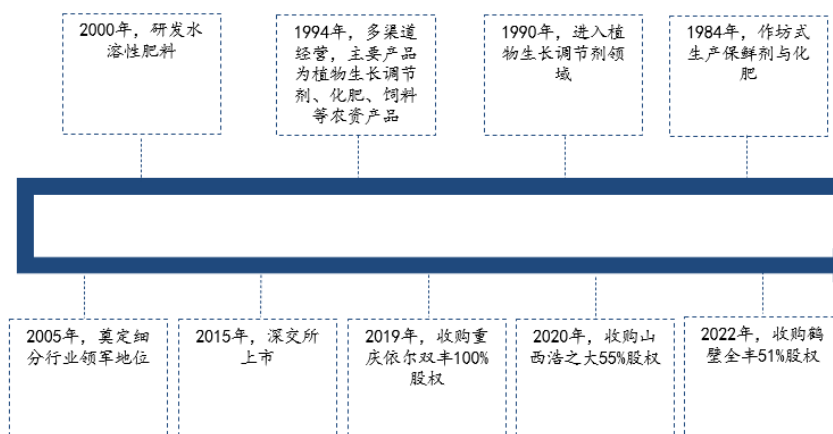 2000年，研发水
溶性肥料
1994年，多渠道
经营，主要产品
为植物生长调节
剂、化肥、饲料
等农资产品
1990年，进入植
物生长调节剂领
域
1984年，作坊式
生产保鲜剂与化
肥
2005年，奠定细
分行业领军地位
2015年，深交所
上市
2019年，收购重
庆依尔双丰100%
股权
2020年，收购山
西浩之大55%股权
2022年，收购鹤
壁全丰51%股权